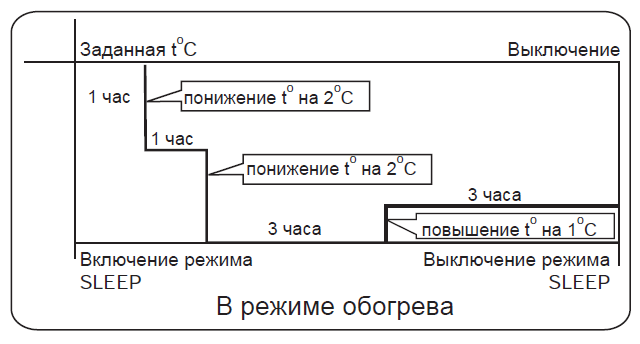 Заданная t°C
Выключение
1 час
понижение t° на 2°C
1 час
понижение t° на 2°C
3 часа
3 часа
повышение t° на 1°C
Включение режима
SLEEP
Выключение режима
SLEEP
В режиме обогрева